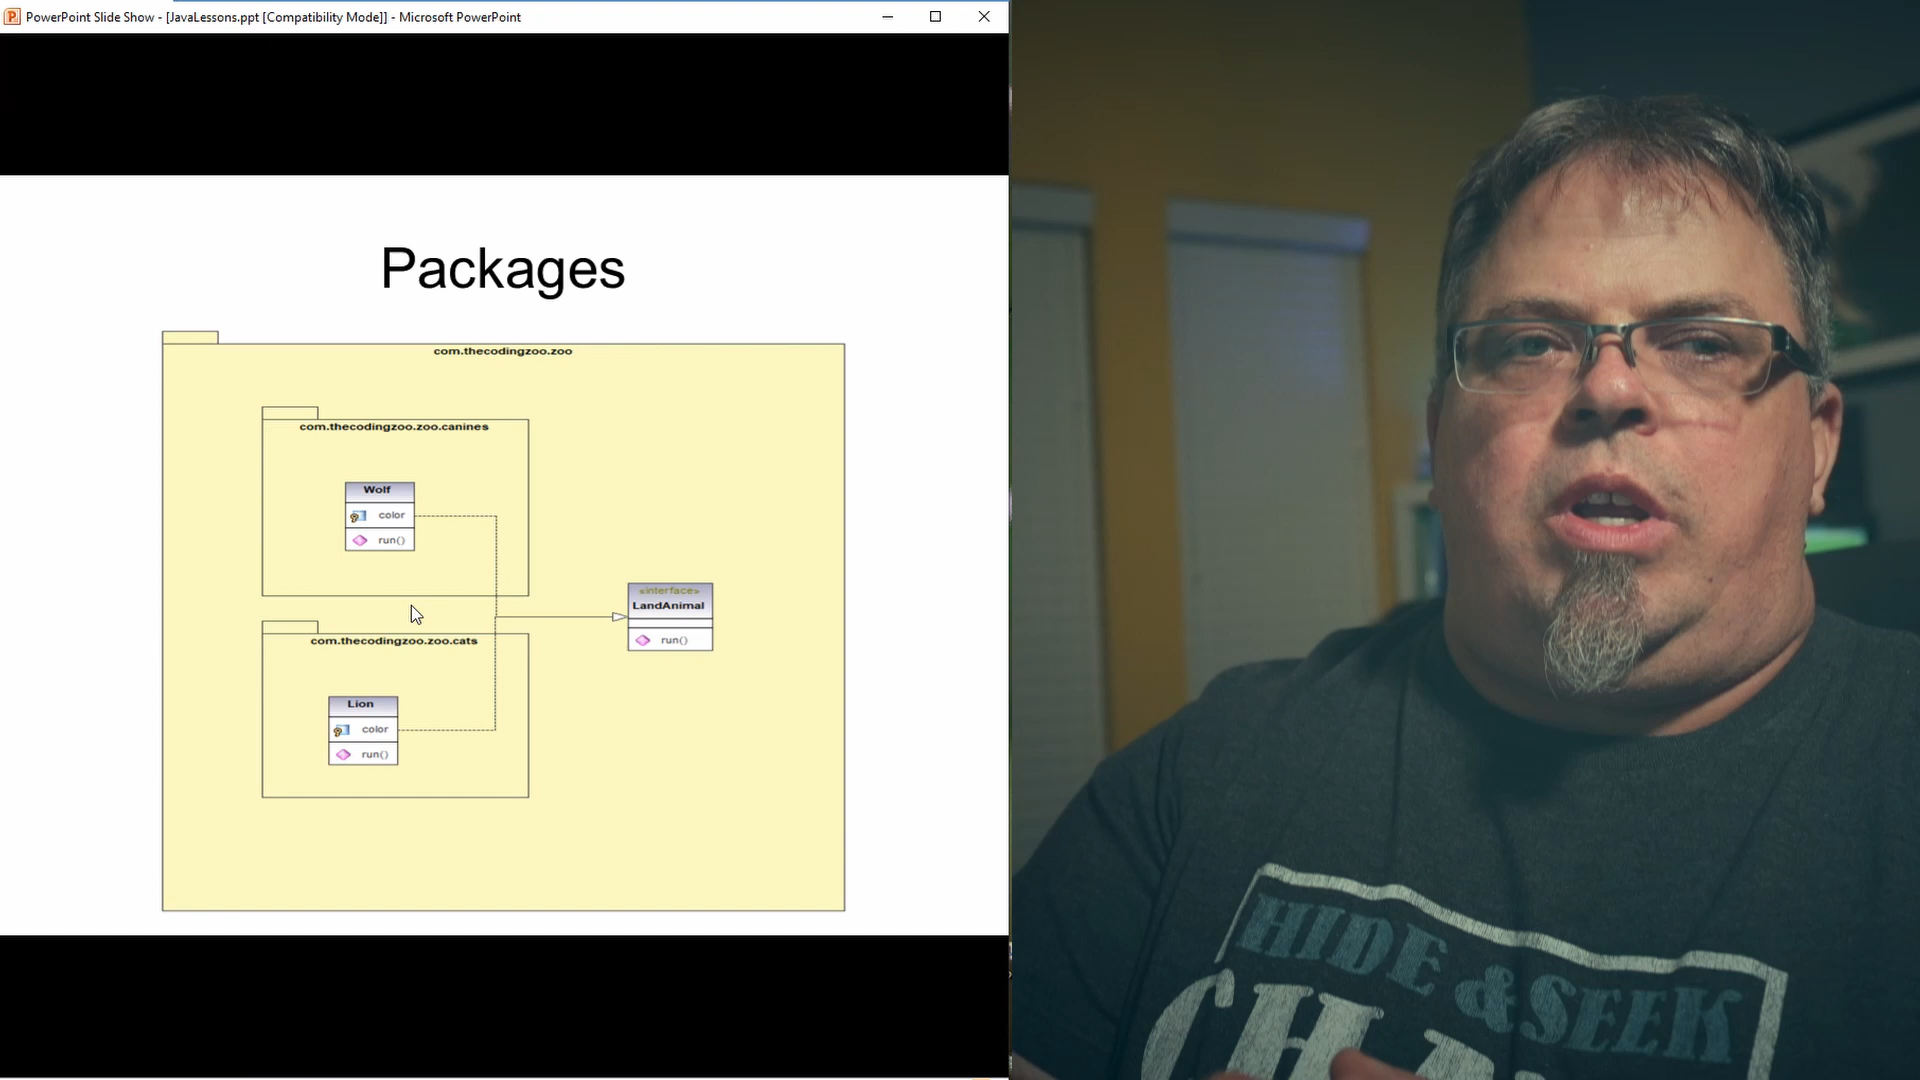 PowerPoint Slide Show - [JavaLessons.ppt [Compatibility Mode]] - Microsoft PowerPoint
Packages
com.thecodingzoo.zoo
com.thecodingzoo.zoo.canines
Wolf
color
run()
«interface»
LandAnimal
run()
com.thecodingzoo.zoo.cats
Lion
color
run()
HIDE & SEEK